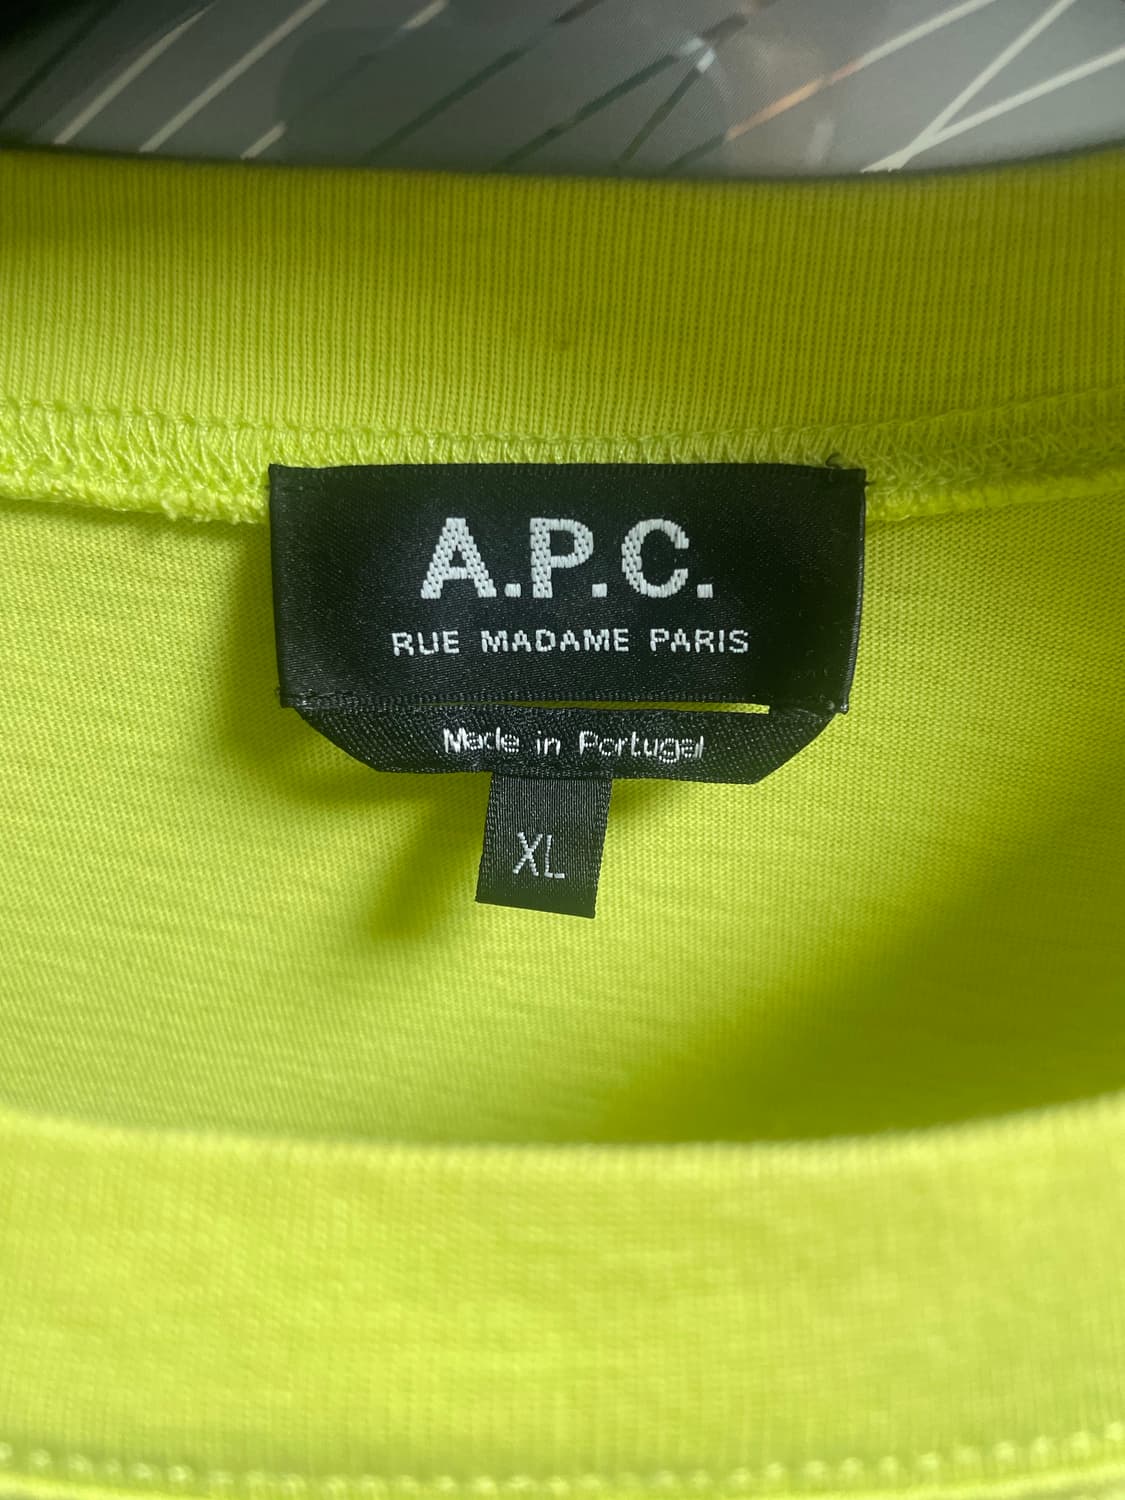 A.P.C.
RUE MADAME PARIS
Made in Portugal
XL